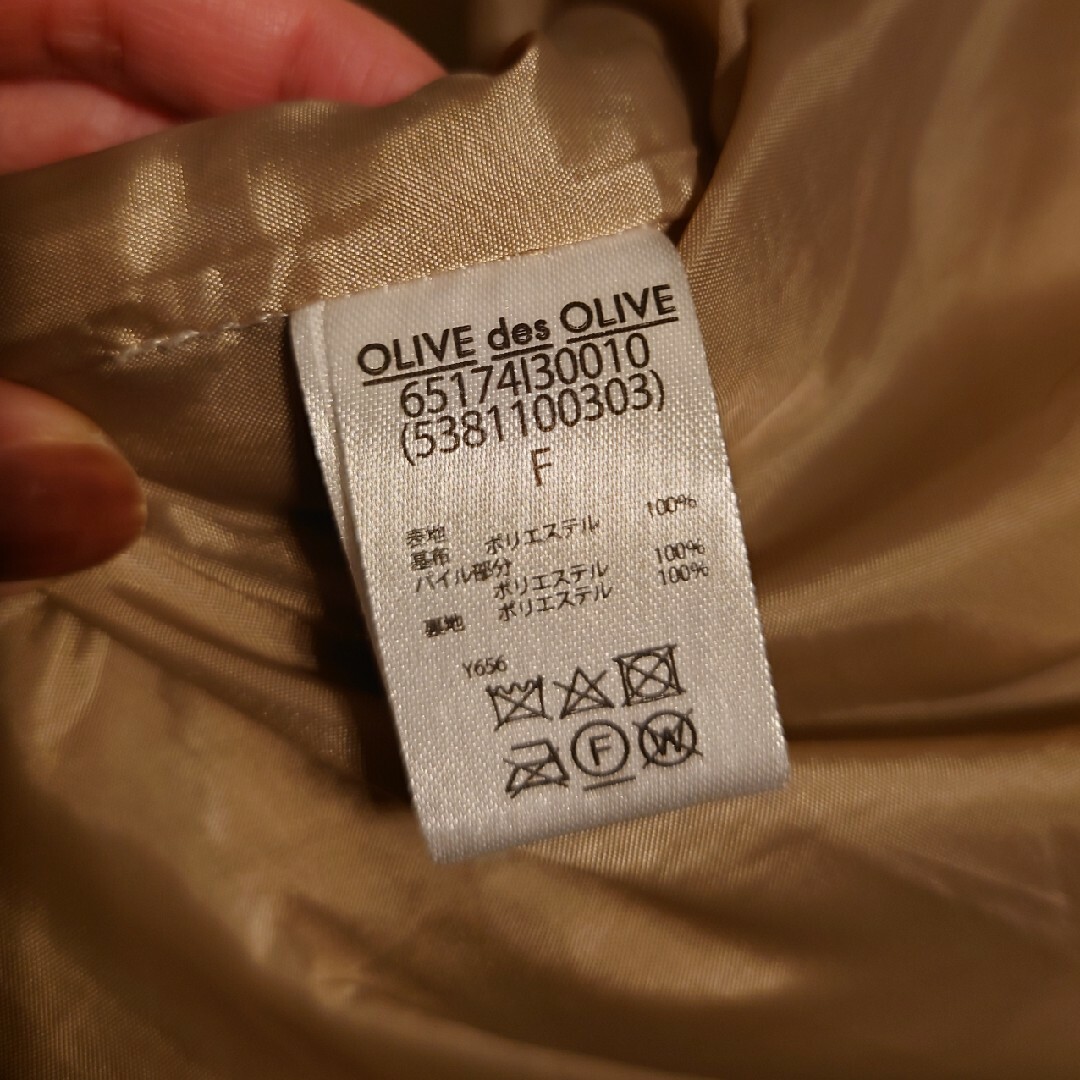 OLIVE des OLIVE
65174I30010
(5381100303)
F
表地
基布 ポリエステル 100%
パイル部分
ポリエステル 100%
裏地 ポリエステル 100%
Y656
F W